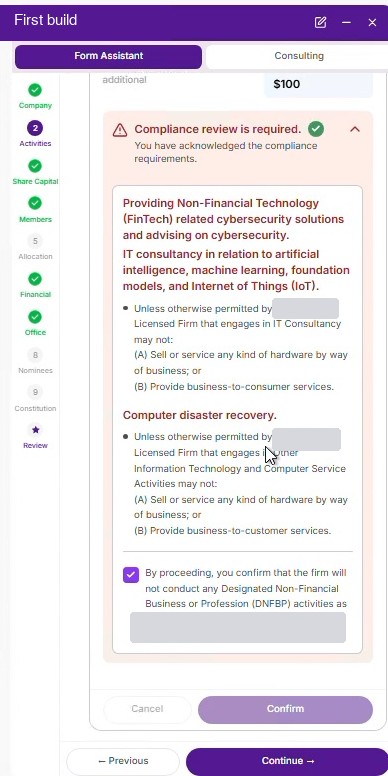 First build
Form Assistant
Consulting
additional
$100
Company
2
Activities
Share Capital
Members
5
Allocation
Financial
Office
8
Nominees
9
Constitution
Review
Compliance review is required.
You have acknowledged the compliance
requirements.
Providing Non-Financial Technology
(FinTech) related cybersecurity solutions
and advising on cybersecurity.
IT consultancy in relation to artificial
intelligence, machine learning, foundation
models, and Internet of Things (IoT).
Unless otherwise permitted by
Licensed Firm that engages in IT Consultancy
may not:
(A) Sell or service any kind of hardware by way
of business; or
(B) Provide business-to-consumer services.
Computer disaster recovery.
Unless otherwise permitted by
Licensed Firm that engages in Other
Information Technology and Computer Service
Activities may not:
(A) Sell or service any kind of hardware by way
of business; or
(B) Provide business-to-customer services.
By proceeding, you confirm that the firm will
not conduct any Designated Non-Financial
Business or Profession (DNFBP) activities as
Cancel
Confirm
← Previous
Continue →